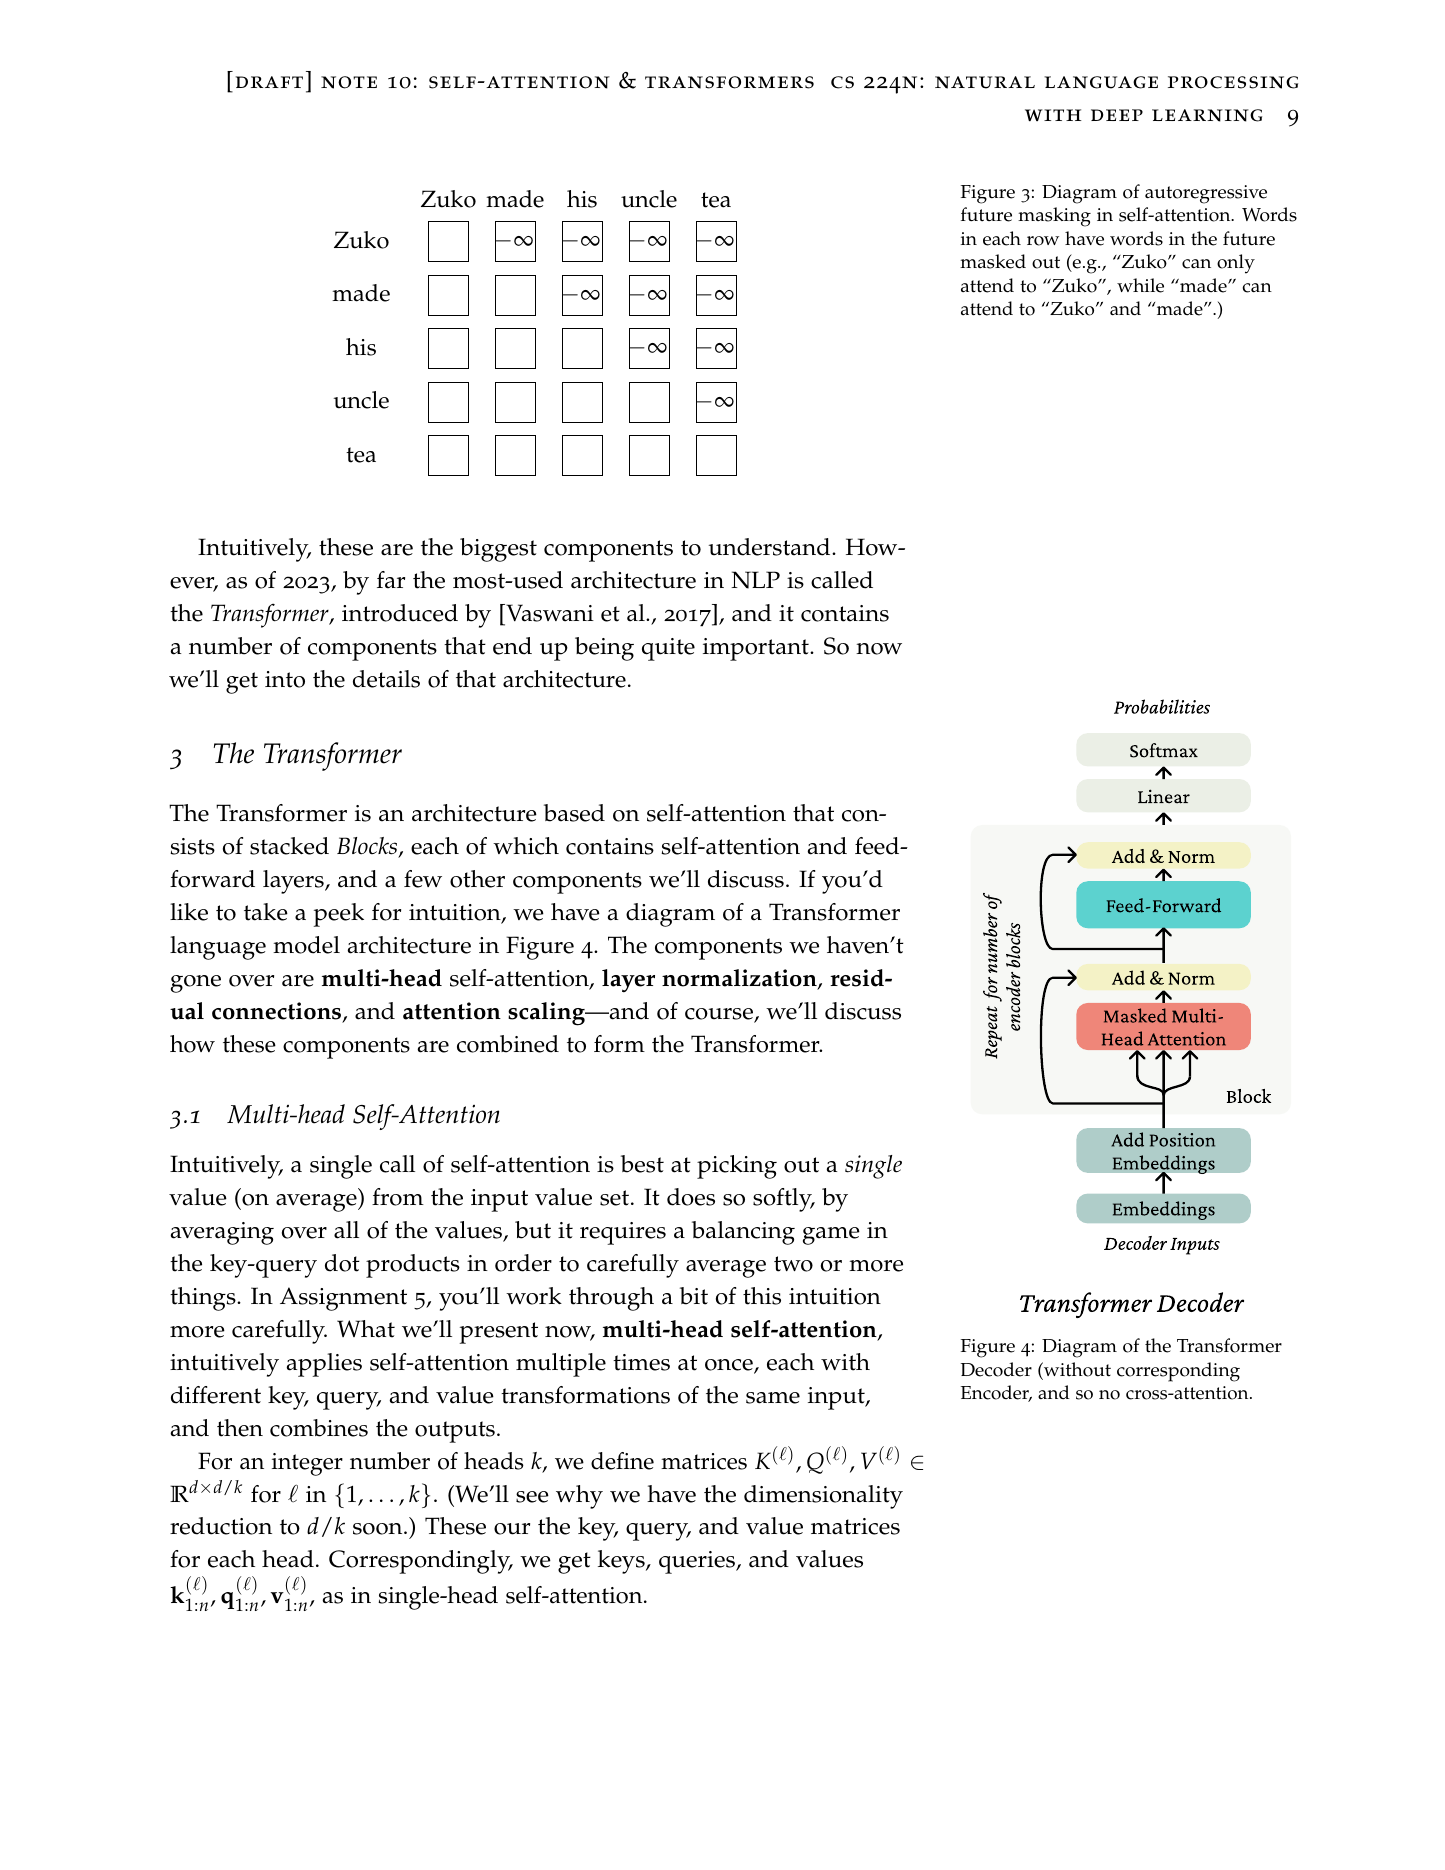 [DRAFT] NOTE 10: SELF-ATTENTION & TRANSFORMERS CS 224N: NATURAL LANGUAGE PROCESSING
WITH DEEP LEARNING 9
Zuko made his uncle tea
Zuko −∞ −∞ −∞ −∞
made −∞ −∞ −∞
his −∞ −∞
uncle −∞
tea
Figure 3: Diagram of autoregressive
future masking in self-attention. Words
in each row have words in the future
masked out (e.g., “Zuko” can only
attend to “Zuko”, while “made” can
attend to “Zuko” and “made”.)
Intuitively, these are the biggest components to understand. How-
ever, as of 2023, by far the most-used architecture in NLP is called
the Transformer, introduced by [Vaswani et al., 2017], and it contains
a number of components that end up being quite important. So now
we’ll get into the details of that architecture.
3 The Transformer
The Transformer is an architecture based on self-attention that con-
sists of stacked Blocks, each of which contains self-attention and feed-
forward layers, and a few other components we’ll discuss. If you’d
like to take a peek for intuition, we have a diagram of a Transformer
language model architecture in Figure 4. The components we haven’t
gone over are multi-head self-attention, layer normalization, resid-
ual connections, and attention scaling—and of course, we’ll discuss
how these components are combined to form the Transformer.
3.1 Multi-head Self-Attention
Intuitively, a single call of self-attention is best at picking out a single
value (on average) from the input value set. It does so softly, by
averaging over all of the values, but it requires a balancing game in
the key-query dot products in order to carefully average two or more
things. In Assignment 5, you’ll work through a bit of this intuition
more carefully. What we’ll present now, multi-head self-attention,
intuitively applies self-attention multiple times at once, each with
different key, query, and value transformations of the same input,
and then combines the outputs.
For an integer number of heads k, we define matrices K^(ℓ), Q^(ℓ), V^(ℓ) ∈
ℝ^{d×d/k} for ℓ in {1, . . . , k}. (We’ll see why we have the dimensionality
reduction to d/k soon.) These our the key, query, and value matrices
for each head. Correspondingly, we get keys, queries, and values
k_{1:n}^(ℓ), q_{1:n}^(ℓ), v_{1:n}^(ℓ), as in single-head self-attention.
Probabilities
Softmax
Linear
Add & Norm
Feed-Forward
Add & Norm
Masked Multi-
Head Attention
Repeat for number of
encoder blocks
Block
Add Position
Embeddings
Embeddings
Decoder Inputs
Transformer Decoder
Figure 4: Diagram of the Transformer
Decoder (without corresponding
Encoder, and so no cross-attention.